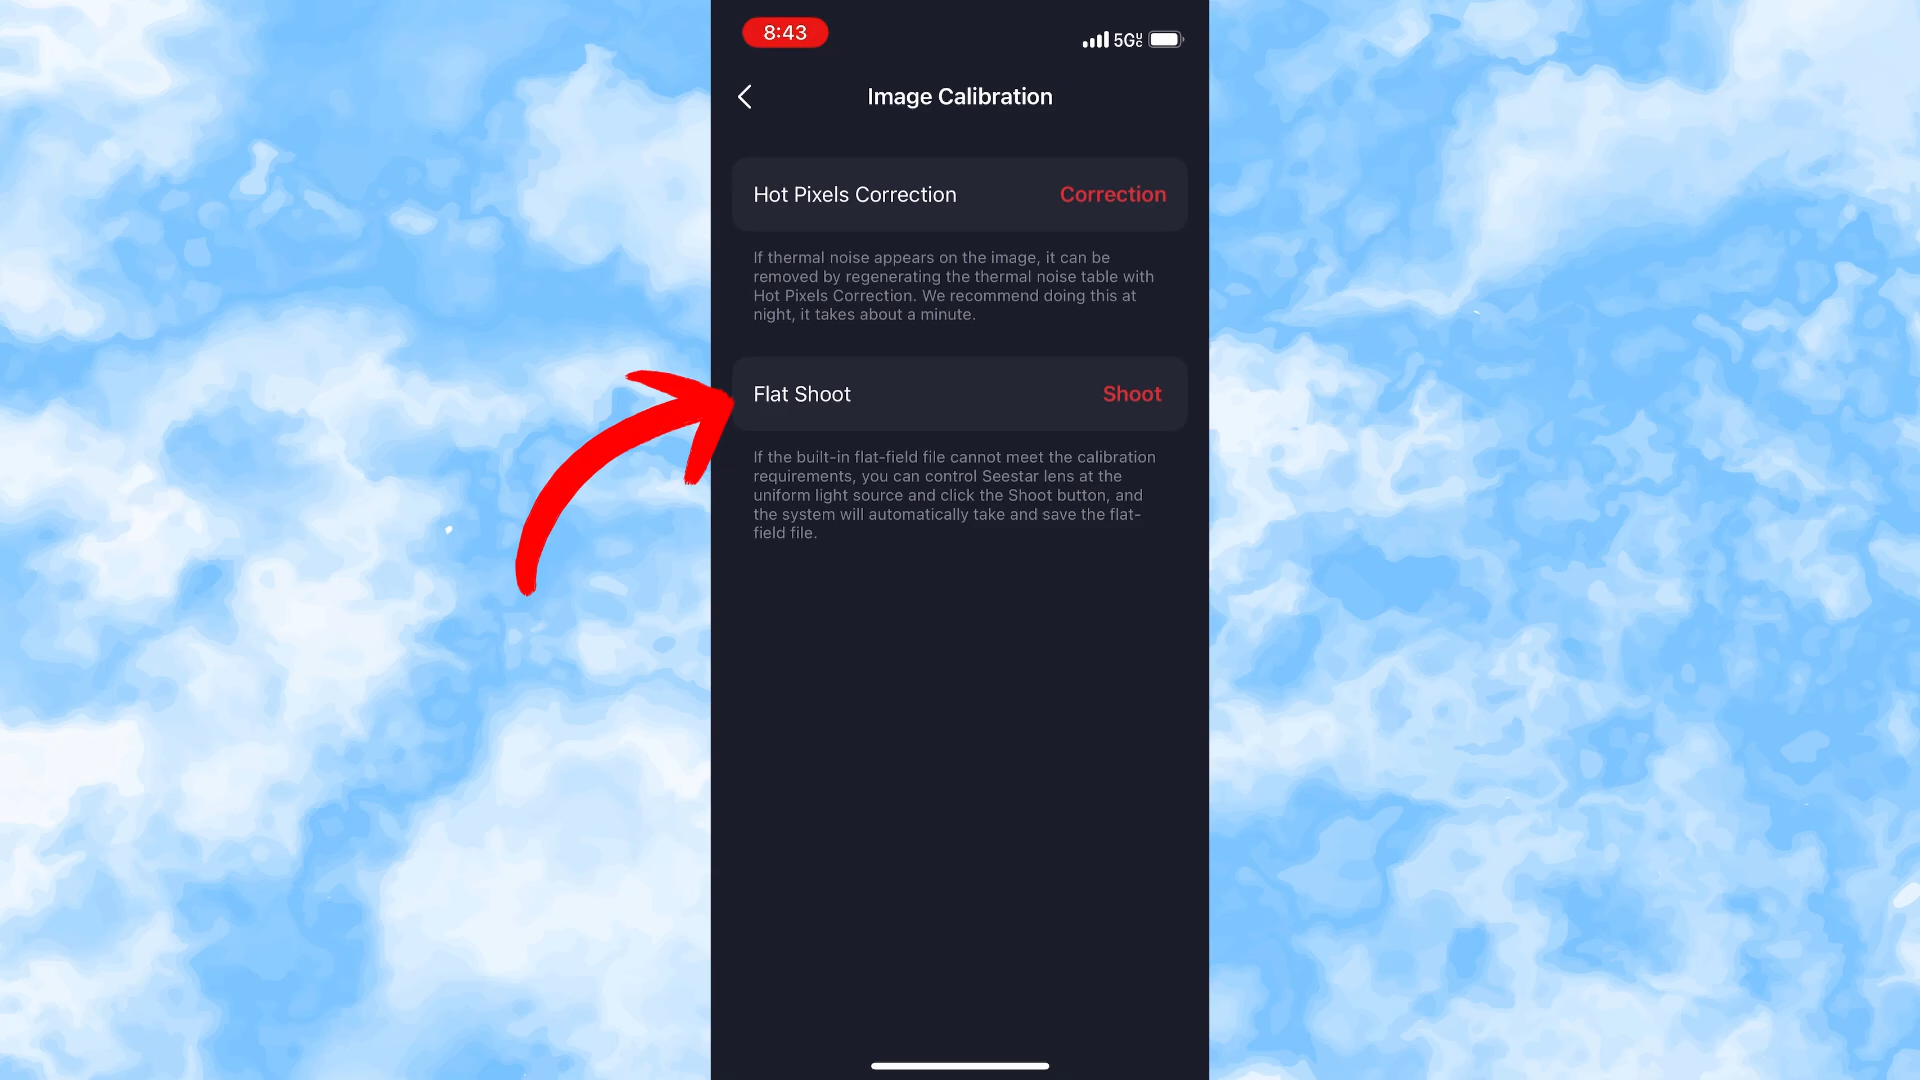 8:43
5GUC
Image Calibration
Hot Pixels Correction
Correction
If thermal noise appears on the image, it can be
removed by regenerating the thermal noise table with
Hot Pixels Correction. We recommend doing this at
night, it takes about a minute.
Flat Shoot
Shoot
If the built-in flat-field file cannot meet the calibration
requirements, you can control Seestar lens at the
uniform light source and click the Shoot button, and
the system will automatically take and save the flat-
field file.